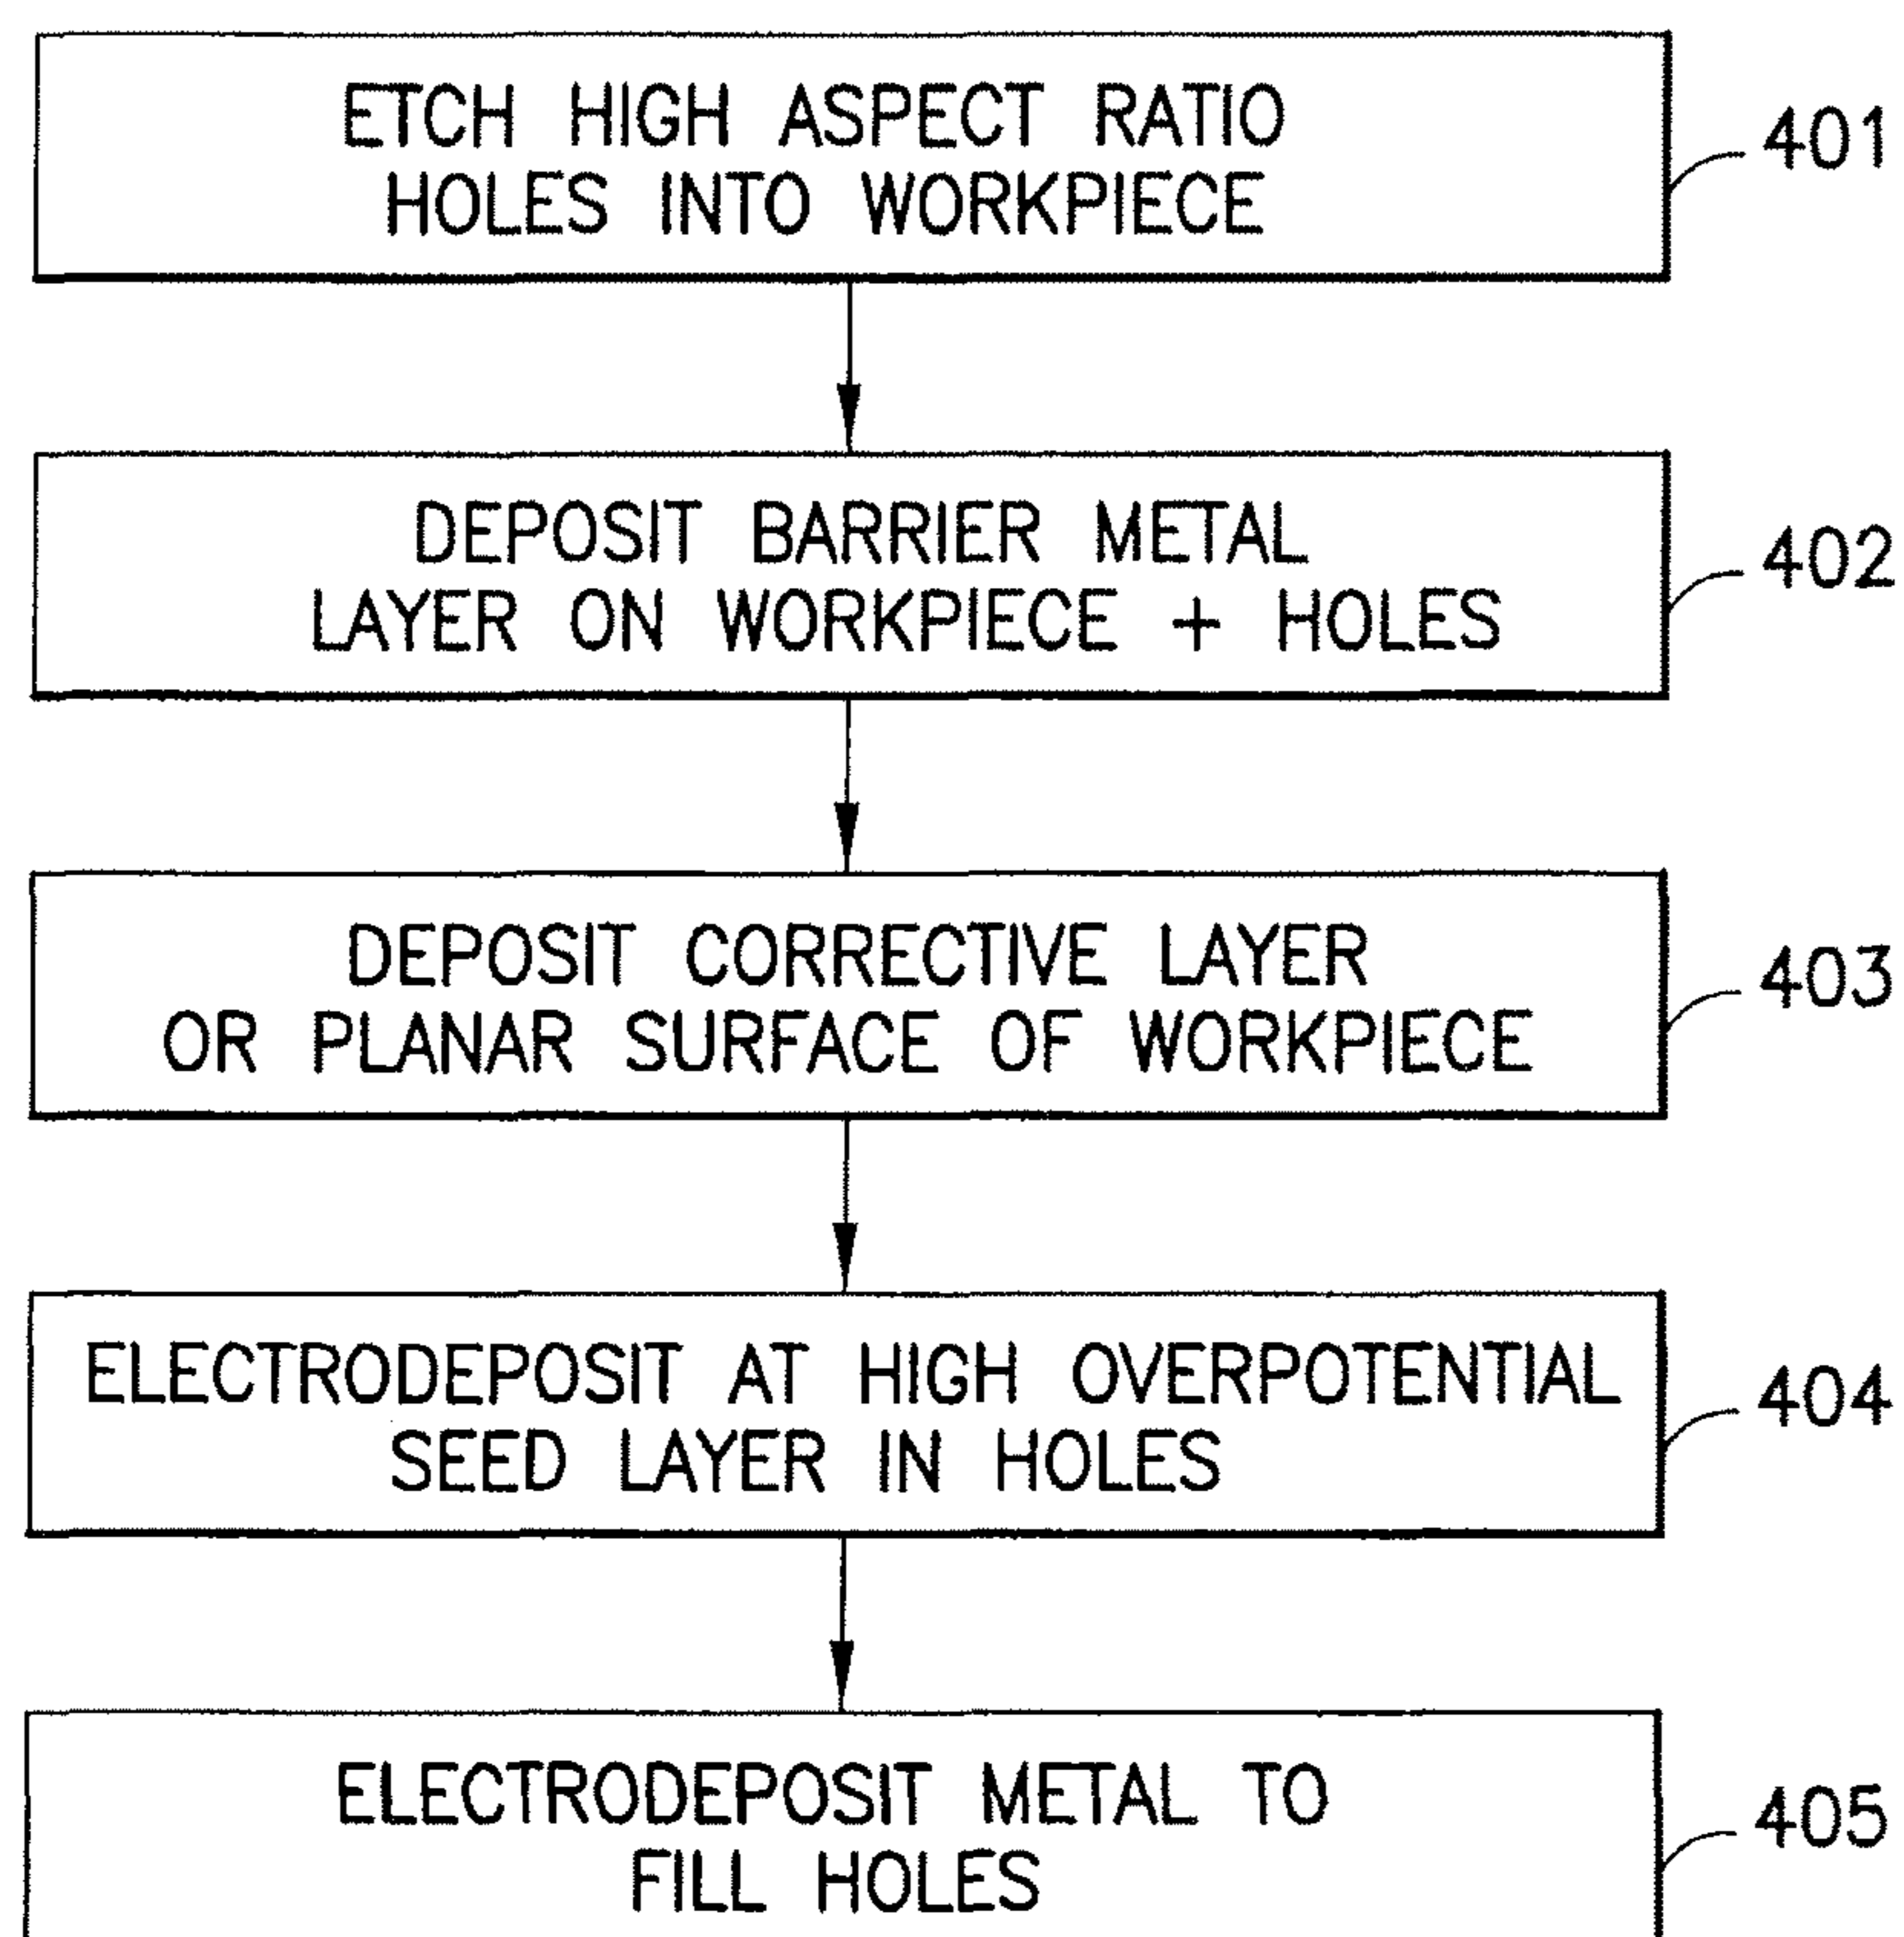 ETCH HIGH ASPECT RATIO
HOLES INTO WORKPIECE
401
DEPOSIT BARRIER METAL
LAYER ON WORKPIECE + HOLES
402
DEPOSIT CORRECTIVE LAYER
OR PLANAR SURFACE OF WORKPIECE
403
ELECTRODEPOSIT AT HIGH OVERPOTENTIAL
SEED LAYER IN HOLES
404
ELECTRODEPOSIT METAL TO
FILL HOLES
405